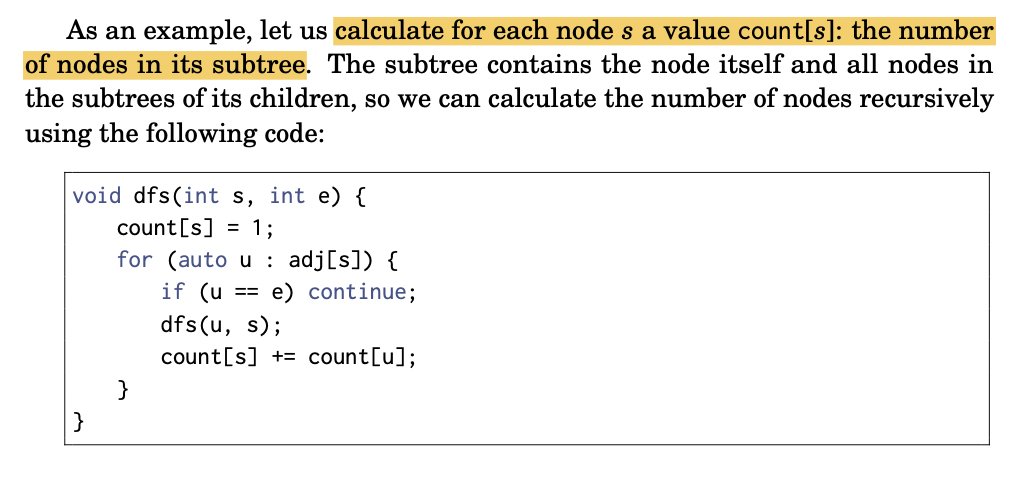 As an example, let us calculate for each node s a value count[s]: the number
of nodes in its subtree. The subtree contains the node itself and all nodes in
the subtrees of its children, so we can calculate the number of nodes recursively
using the following code:
void dfs(int s, int e) {
    count[s] = 1;
    for (auto u : adj[s]) {
        if (u == e) continue;
        dfs(u, s);
        count[s] += count[u];
    }
}